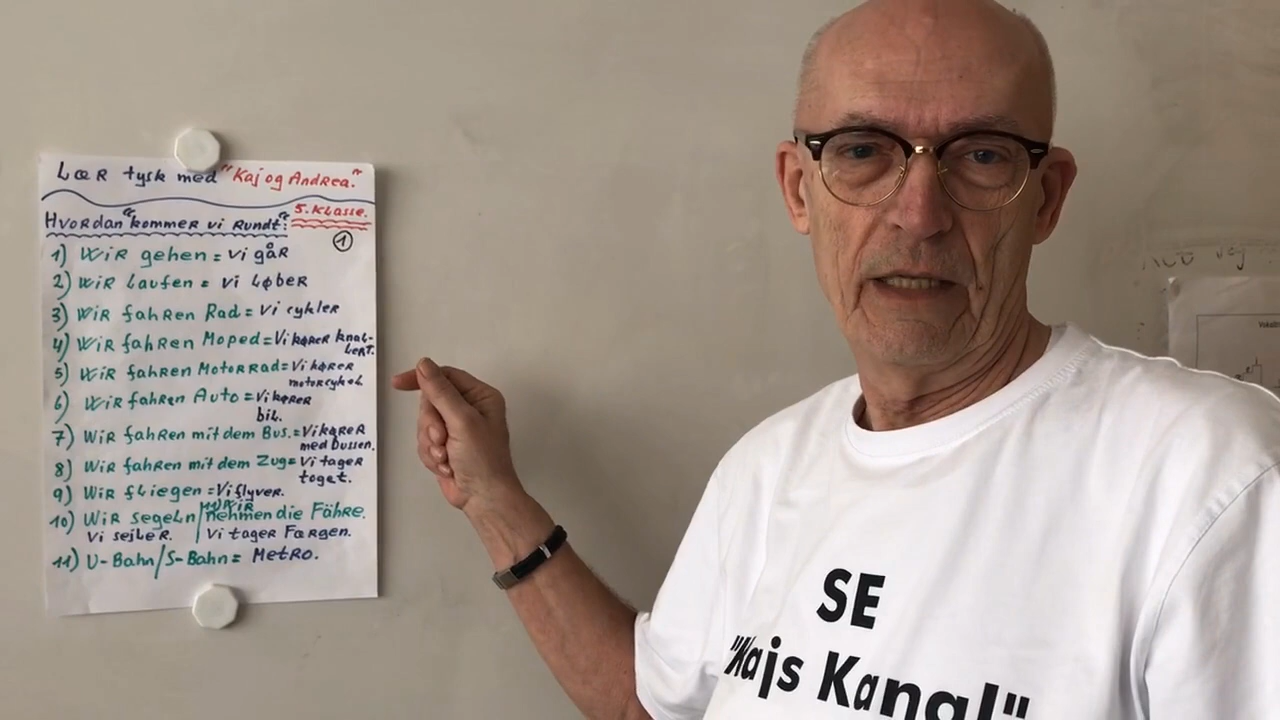 Lær tysk med "Kaj og Andrea."
Hvordan "kommer vi rundt":
5. Klasse.
1
1) Wir gehen = vi går
2) Wir Laufen = vi Løber
3) Wir fahren Rad = Vi cykler
4) Wir fahren Moped = Vi kører knal-
lert.
5) Wir fahren Motorrad = Vi kører
motorcykel
6) Wir fahren Auto = Vi kører
bil.
7) Wir fahren mit dem Bus. = Vi kører
med bussen.
8) Wir fahren mit dem Zug = Vi tager
toget.
9) Wir fliegen = Vi flyver.
10) Wir segeln / 11) Wir
nehmen die Fähre.
Vi sejler. / Vi tager Færgen.
11) U-Bahn/S-Bahn = Metro.
SE
"Kajs Kanal"